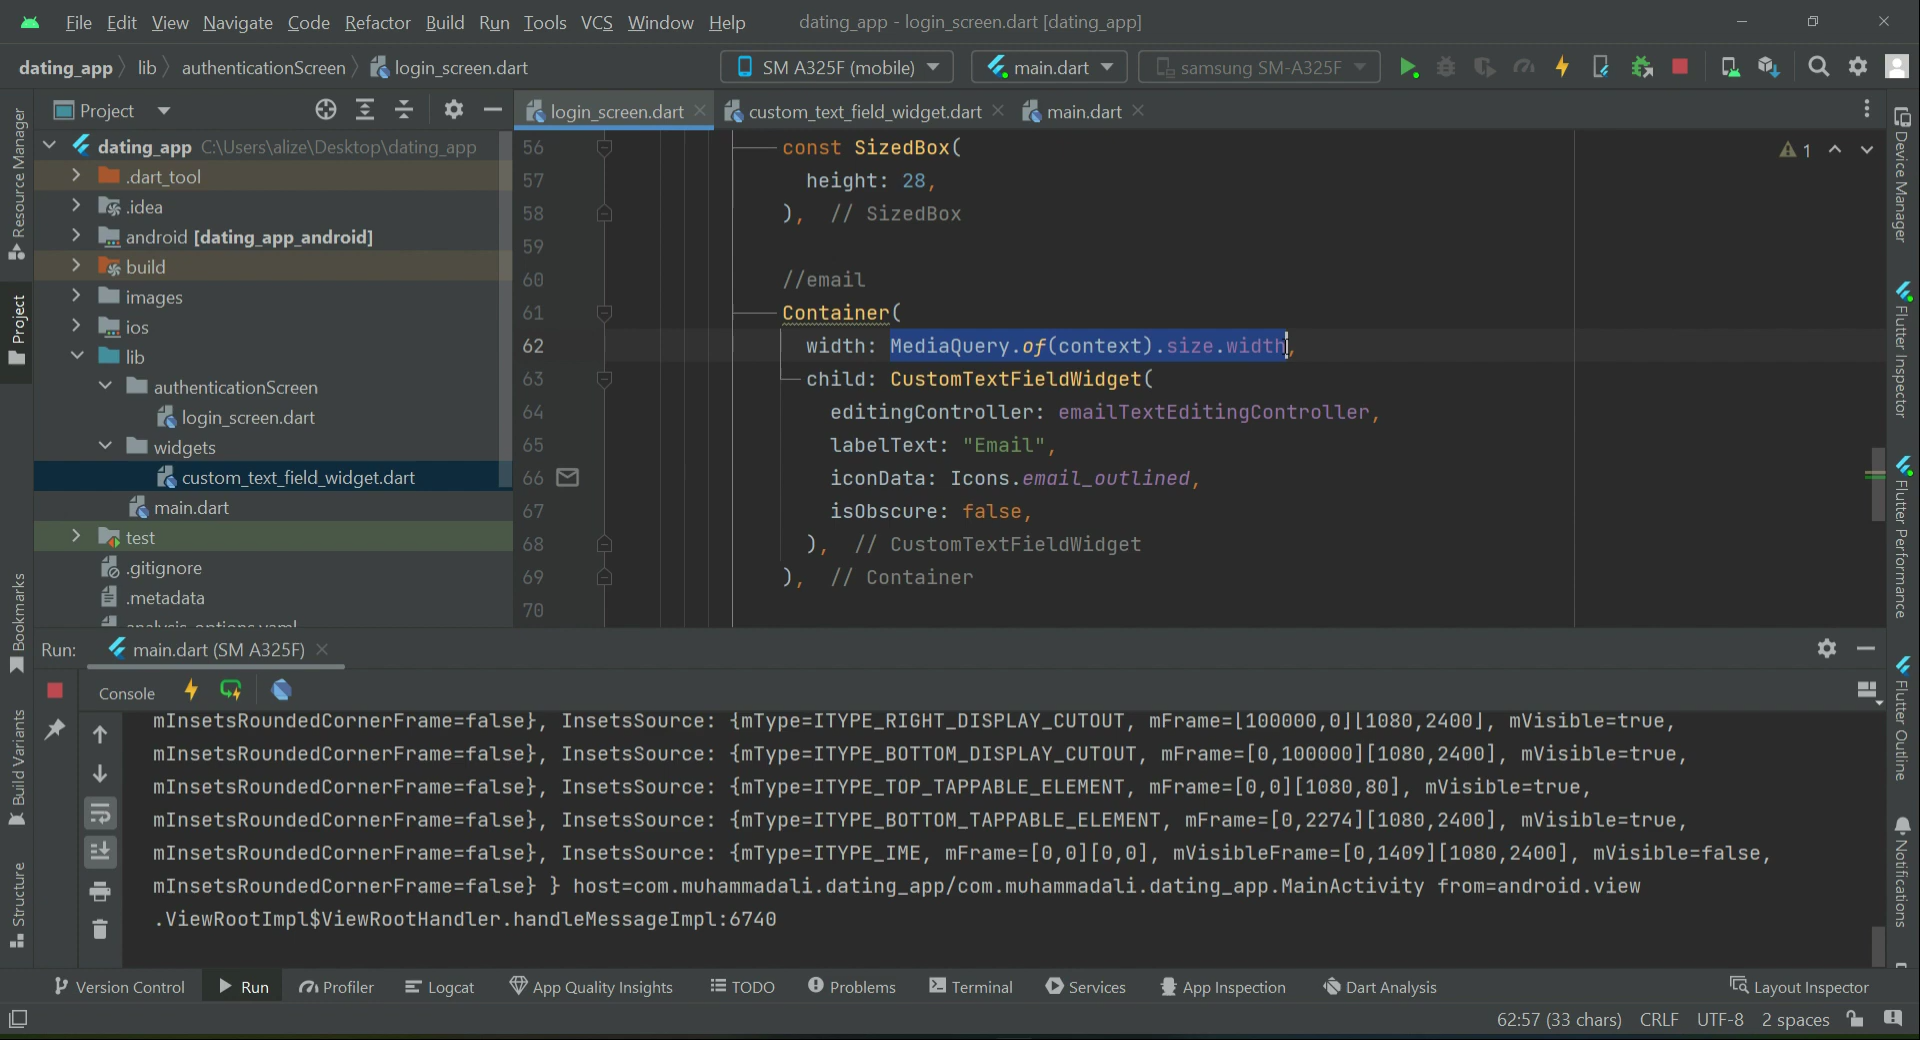 File Edit View Navigate Code Refactor Build Run Tools VCS Window Help dating_app - login_screen.dart [dating_app]
dating_app lib authenticationScreen login_screen.dart SM A325F (mobile) main.dart samsung SM-A325F
Project login_screen.dart custom_text_field_widget.dart main.dart
dating_app C:\Users\alize\Desktop\dating_app
.dart_tool
.idea
android [dating_app_android]
build
images
ios
lib
authenticationScreen
login_screen.dart
widgets
custom_text_field_widget.dart
main.dart
test
.gitignore
.metadata
analysis_options.yaml
56 const SizedBox(
57 height: 28,
58 ), // SizedBox
59
60 //email
61 Container(
62 width: MediaQuery.of(context).size.width,
63 child: CustomTextFieldWidget(
64 editingController: emailTextEditingController,
65 labelText: "Email",
66 iconData: Icons.email_outlined,
67 isObscure: false,
68 ), // CustomTextFieldWidget
69 ), // Container
70
1
Resource Manager
Project
Bookmarks
Build Variants
Structure
Device Manager
Flutter Inspector
Flutter Performance
Flutter Outline
Notifications
Run: main.dart (SM A325F)
Console
mInsetsRoundedCornerFrame=false}, InsetsSource: {mType=ITYPE_RIGHT_DISPLAY_CUTOUT, mFrame=[100000,0][1080,2400], mVisible=true,
mInsetsRoundedCornerFrame=false}, InsetsSource: {mType=ITYPE_BOTTOM_DISPLAY_CUTOUT, mFrame=[0,100000][1080,2400], mVisible=true,
mInsetsRoundedCornerFrame=false}, InsetsSource: {mType=ITYPE_TOP_TAPPABLE_ELEMENT, mFrame=[0,0][1080,80], mVisible=true,
mInsetsRoundedCornerFrame=false}, InsetsSource: {mType=ITYPE_BOTTOM_TAPPABLE_ELEMENT, mFrame=[0,2274][1080,2400], mVisible=true,
mInsetsRoundedCornerFrame=false}, InsetsSource: {mType=ITYPE_IME, mFrame=[0,0][0,0], mVisibleFrame=[0,1409][1080,2400], mVisible=false,
mInsetsRoundedCornerFrame=false} } host=com.muhammadali.dating_app/com.muhammadali.dating_app.MainActivity from=android.view
.ViewRootImpl$ViewRootHandler.handleMessageImpl:6740
Version Control Run Profiler Logcat App Quality Insights TODO Problems Terminal Services App Inspection Dart Analysis Layout Inspector
62:57 (33 chars) CRLF UTF-8 2 spaces